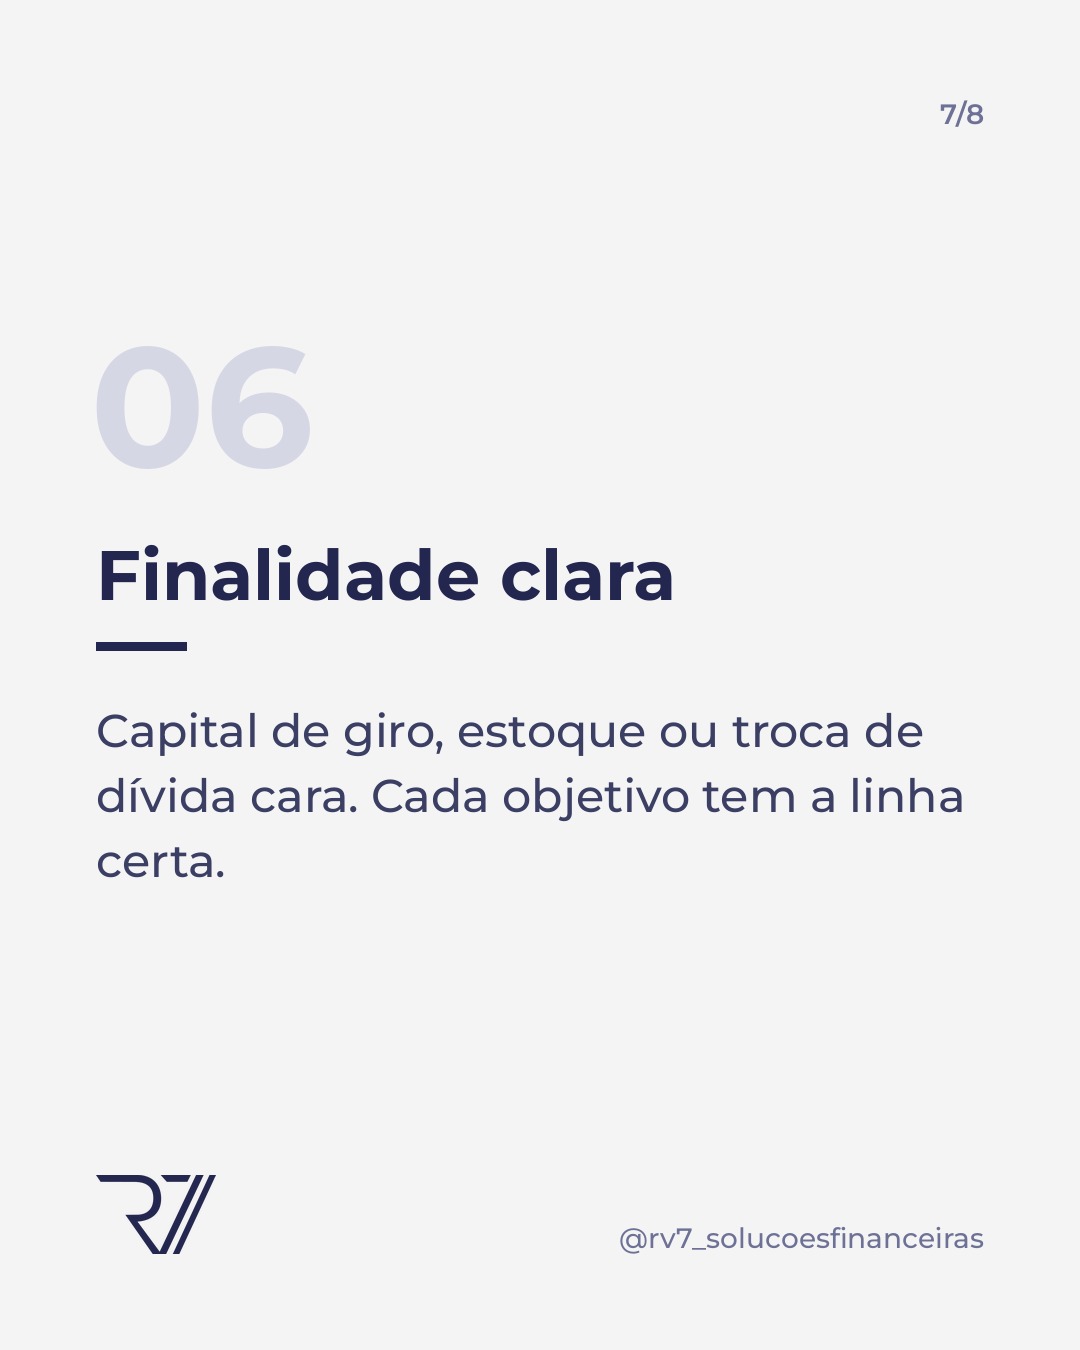 7/8
06
Finalidade clara
Capital de giro, estoque ou troca de
dívida cara. Cada objetivo tem a linha
certa.
RV7
@rv7_solucoesfinanceiras